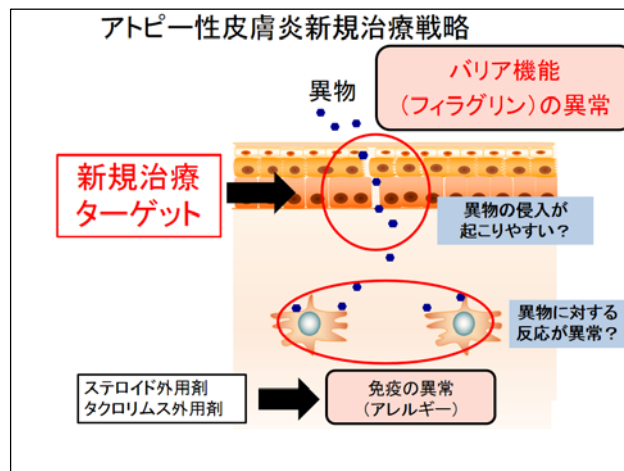 アトピー性皮膚炎新規治療戦略
バリア機能
(フィラグリン)の異常
異物
新規治療
ターゲット
異物の侵入が
起こりやすい?
異物に対する
反応が異常?
ステロイド外用剤
タクロリムス外用剤
免疫の異常
(アレルギー)